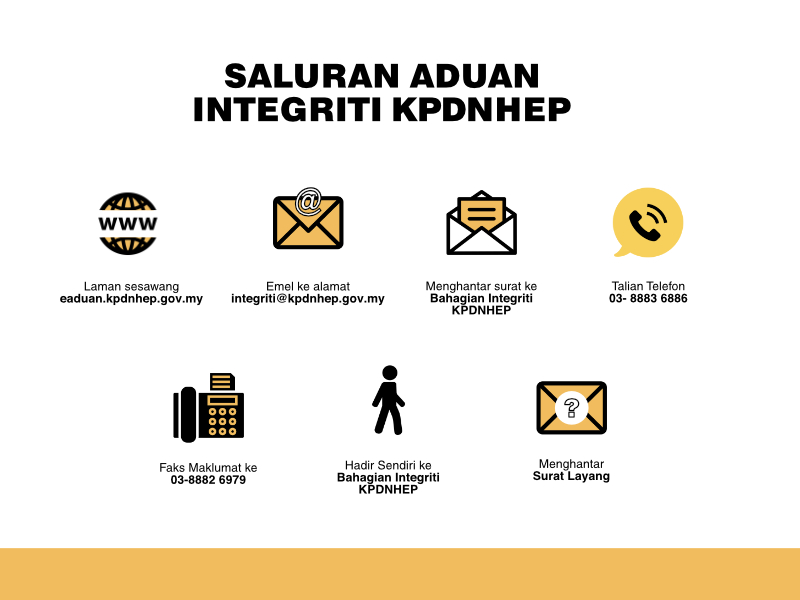 SALURAN ADUAN
INTEGRITI KPDNHEP
www
Laman sesawang
eaduan.kpdnhep.gov.my
@
Emel ke alamat
integriti@kpdnhep.gov.my
Menghantar surat ke
Bahagian Integriti
KPDNHEP
Talian Telefon
03- 8883 6886
Faks Maklumat ke
03-8882 6979
Hadir Sendiri ke
Bahagian Integriti
KPDNHEP
?
Menghantar
Surat Layang